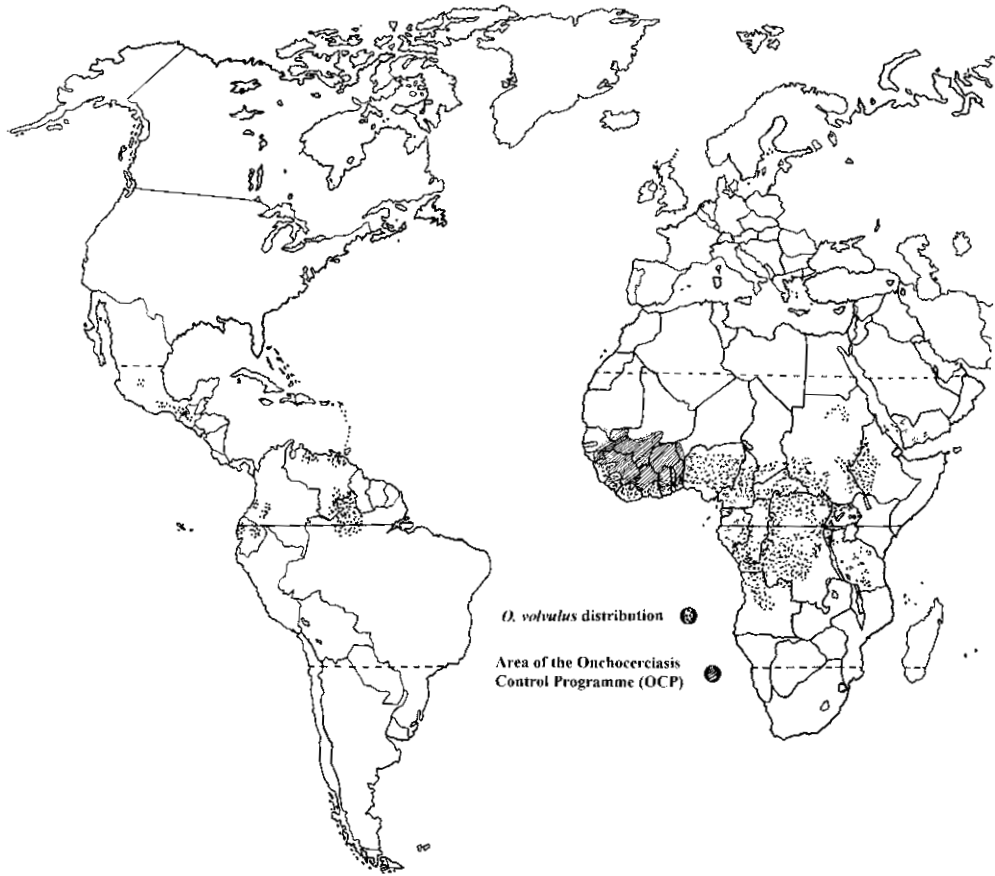 O. volvulus distribution
Area of the Onchocerciasis
Control Programme (OCP)